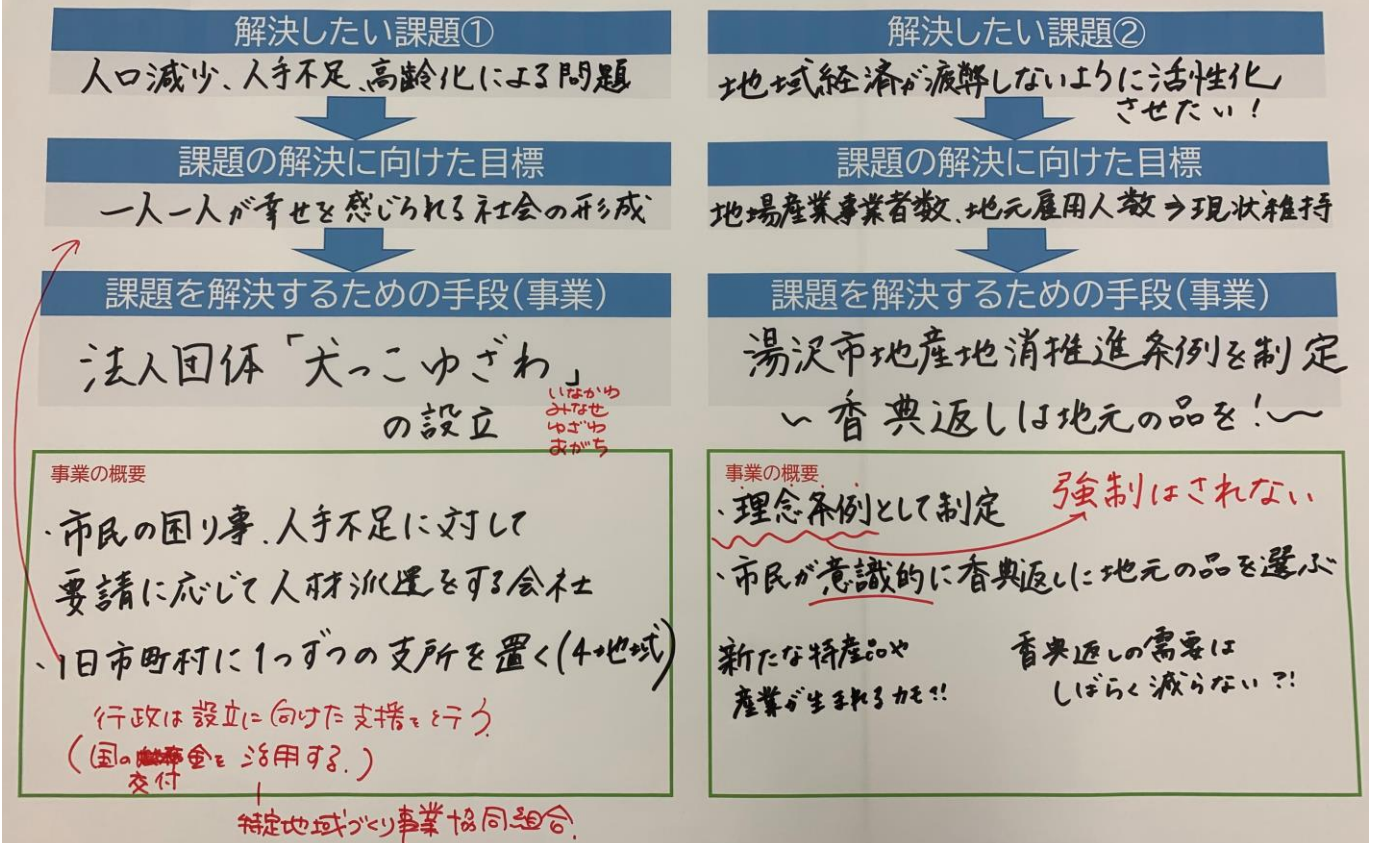 解決したい課題①
人口減少、人手不足、高齢化による問題
課題の解決に向けた目標
一人一人が幸せを感じられる社会の形成
課題を解決するための手段(事業)
法人団体「犬っこゆざわ」
の設立
いなかわ
みなせ
ゆざわ
おがち
事業の概要
・市民の困り事、人手不足に対して
要請に応じて人材派遣をする会社
・旧市町村に1つずつの支所を置く(4地域)
行政は設立に向けた支援を行う
(国の金を活用する。)
交付
特定地域づくり事業協同組合
解決したい課題②
地域経済が疲弊しないように活性化
させたい!
課題の解決に向けた目標
地場産業事業者数、地元雇用人数⇒現状維持
課題を解決するための手段(事業)
湯沢市地産地消推進条例を制定
〜香典返しは地元の品を!〜
事業の概要
・理念条例として制定
強制はされない
・市民が意識的に香典返しに地元の品を選ぶ
新たな特産品や
産業が生まれるカモ?!
香典返しの需要は
しばらく減らない?!